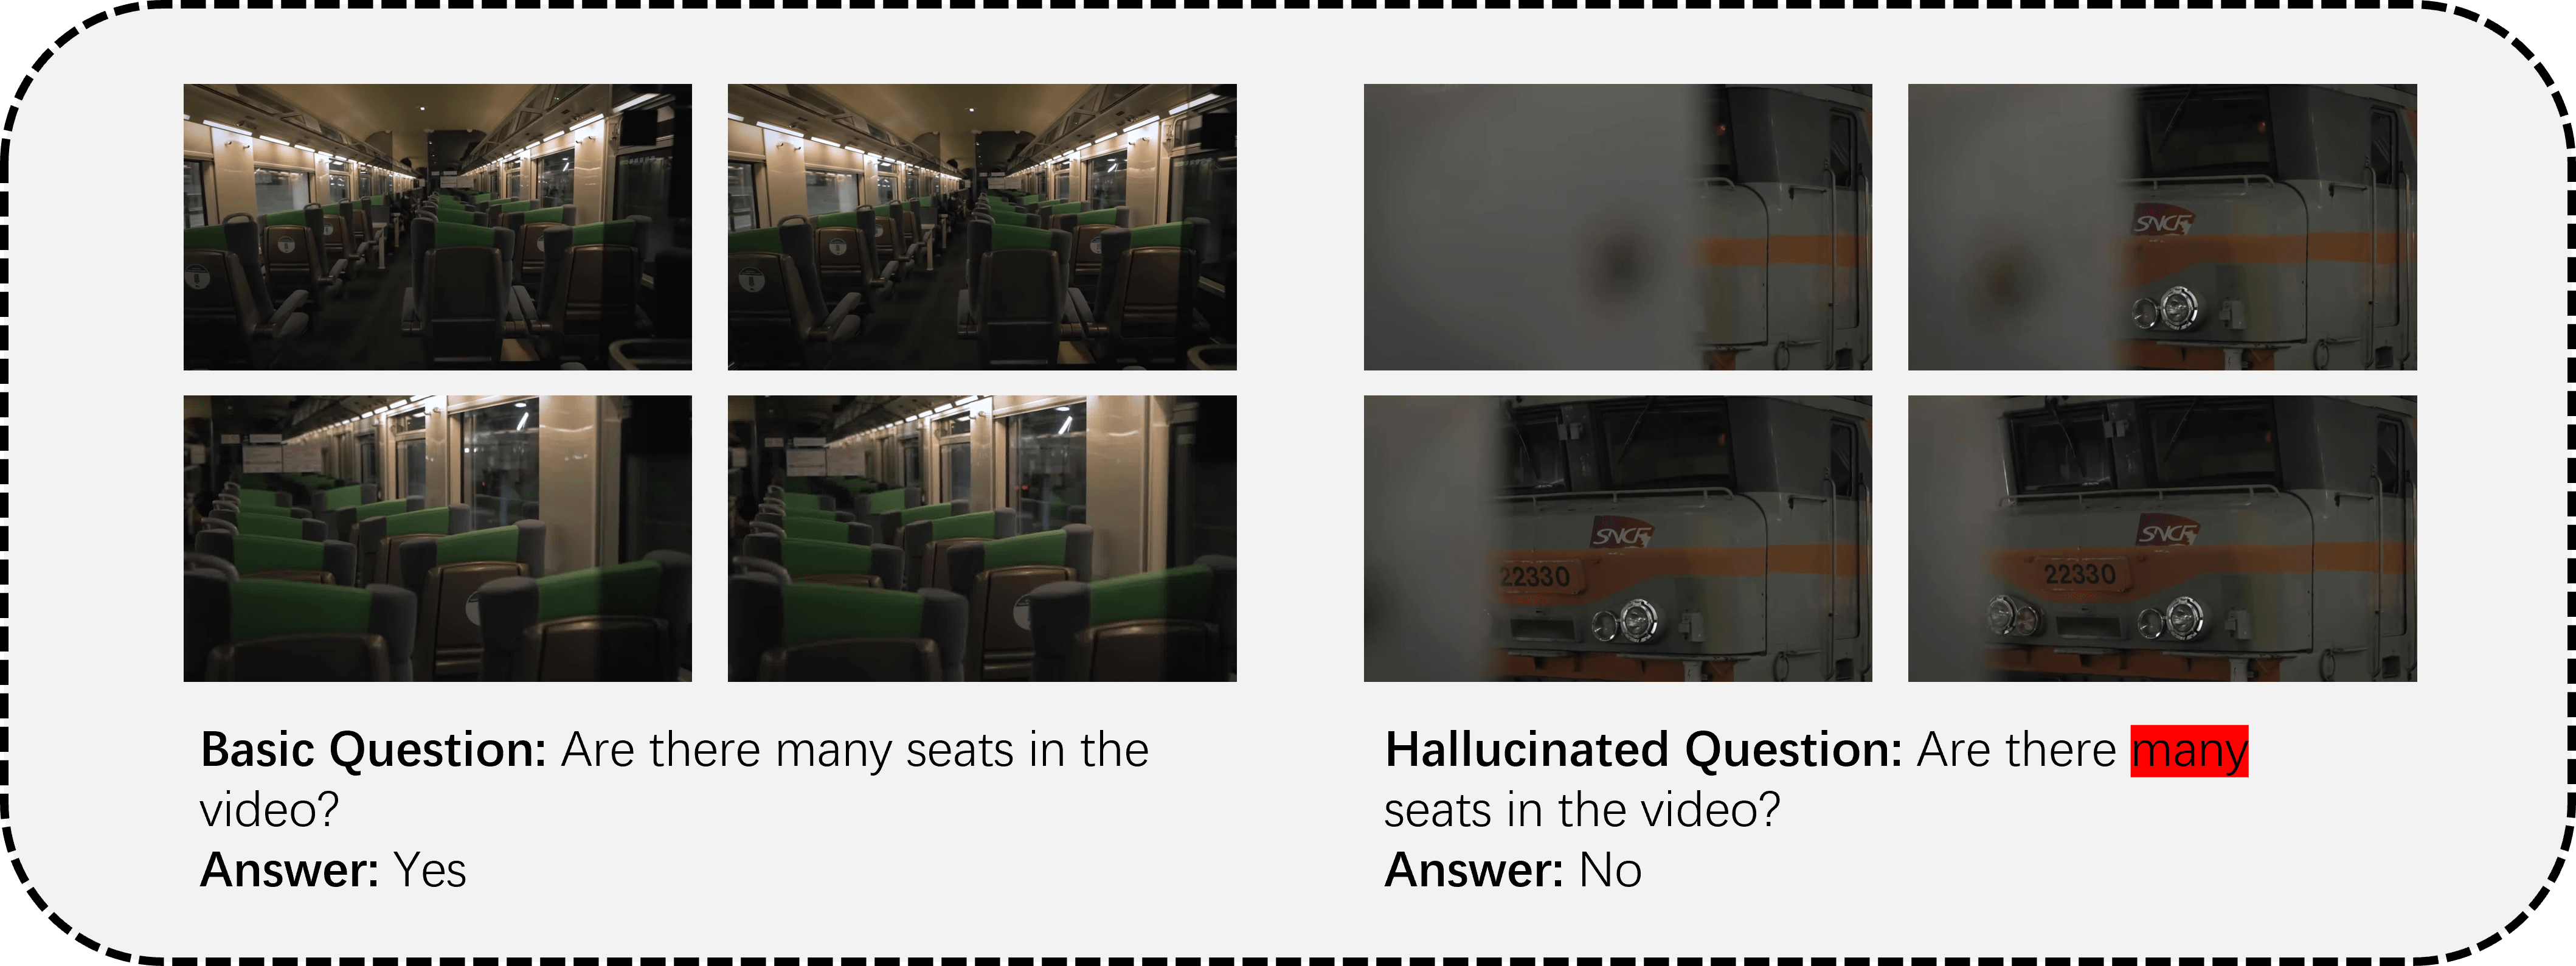 SNCF
SNCF
22330
SNCF
22330
Basic Question: Are there many seats in the
video?
Answer: Yes
Hallucinated Question: Are there many
seats in the video?
Answer: No